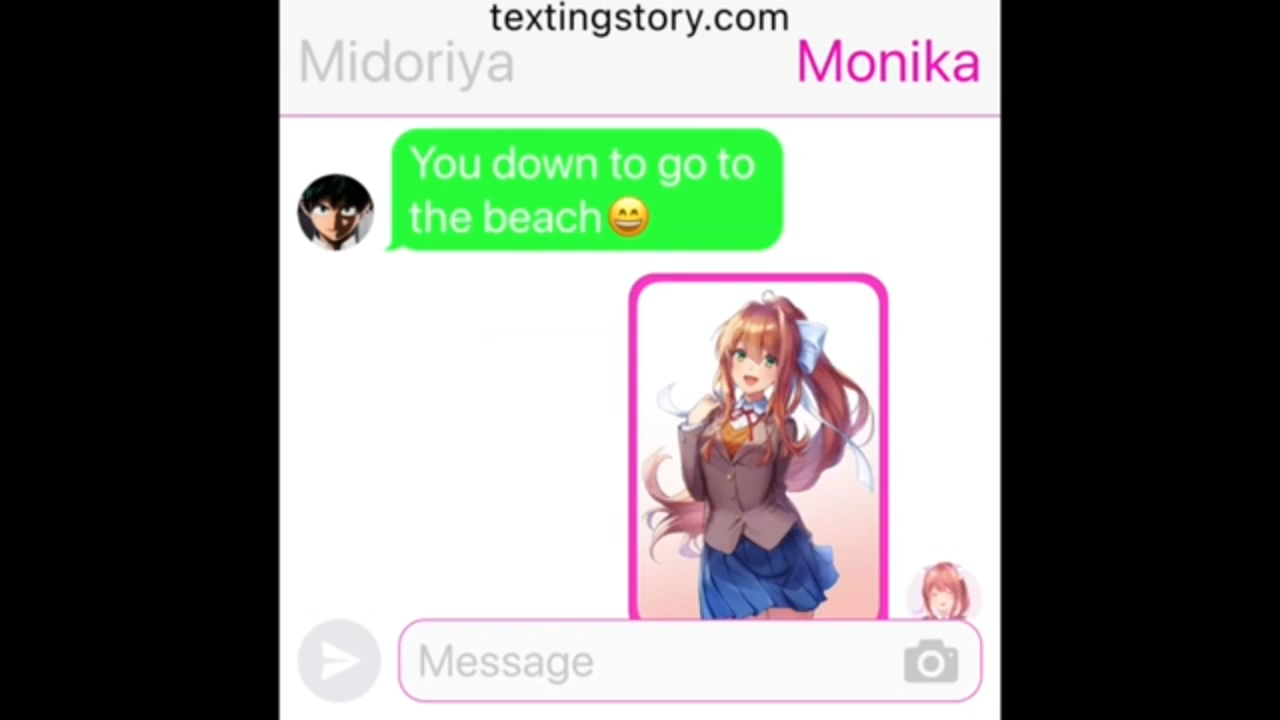 textingstory.com
Midoriya
Monika
You down to go to
the beach😄
Message